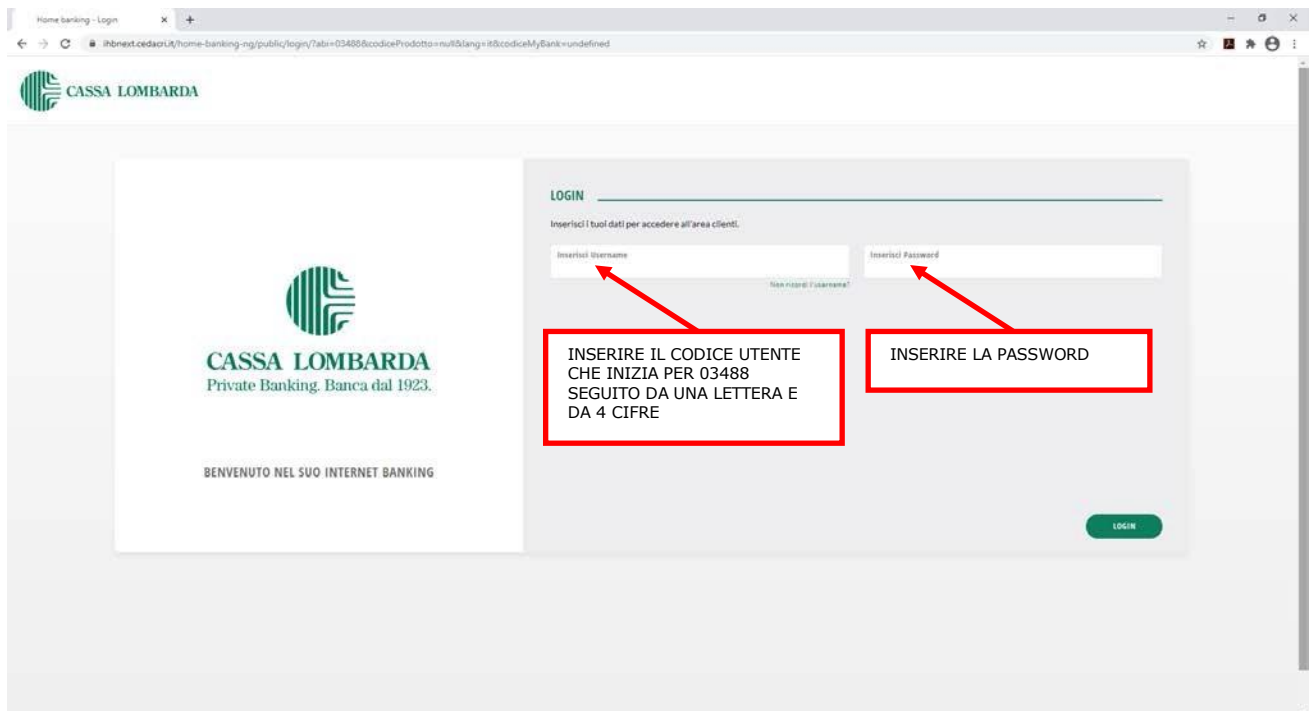 Home banking - Login
ihbnext.cedacri.it/home-banking-ng/public/login/?abi=03488&codiceProdotto=null&lang=it&codiceMyBank=undefined
CASSA LOMBARDA
LOGIN
Inserisci i tuoi dati per accedere all'area clienti.
Inserisci Username
Inserisci Password
Non ricordi l'username?
INSERIRE IL CODICE UTENTE
CHE INIZIA PER 03488
SEGUITO DA UNA LETTERA E
DA 4 CIFRE
INSERIRE LA PASSWORD
CASSA LOMBARDA
Private Banking. Banca dal 1923.
BENVENUTO NEL SUO INTERNET BANKING
LOGIN